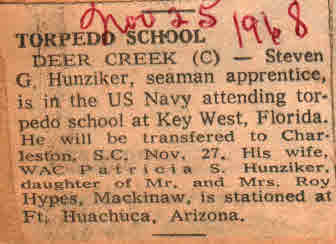 Nov 25 1968
TORPEDO SCHOOL
DEER CREEK (C) — Steven
G. Hunziker, seaman apprentice,
is in the US Navy attending tor-
pedo school at Key West, Florida.
He will be transfered to Char-
leston, S.C. Nov. 27. His wife,
WAC Patricia S. Hunziker,
daughter of Mr. and Mrs. Roy
Hypes, Mackinaw, is stationed at
Ft. Huachuca, Arizona.